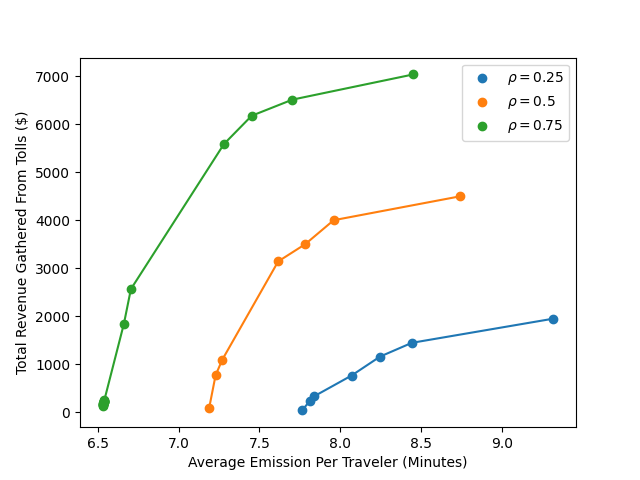 7000
6000
5000
4000
3000
2000
1000
0
Total Revenue Gathered From Tolls ($)
ρ = 0.25
ρ = 0.5
ρ = 0.75
6.5 7.0 7.5 8.0 8.5 9.0
Average Emission Per Traveler (Minutes)